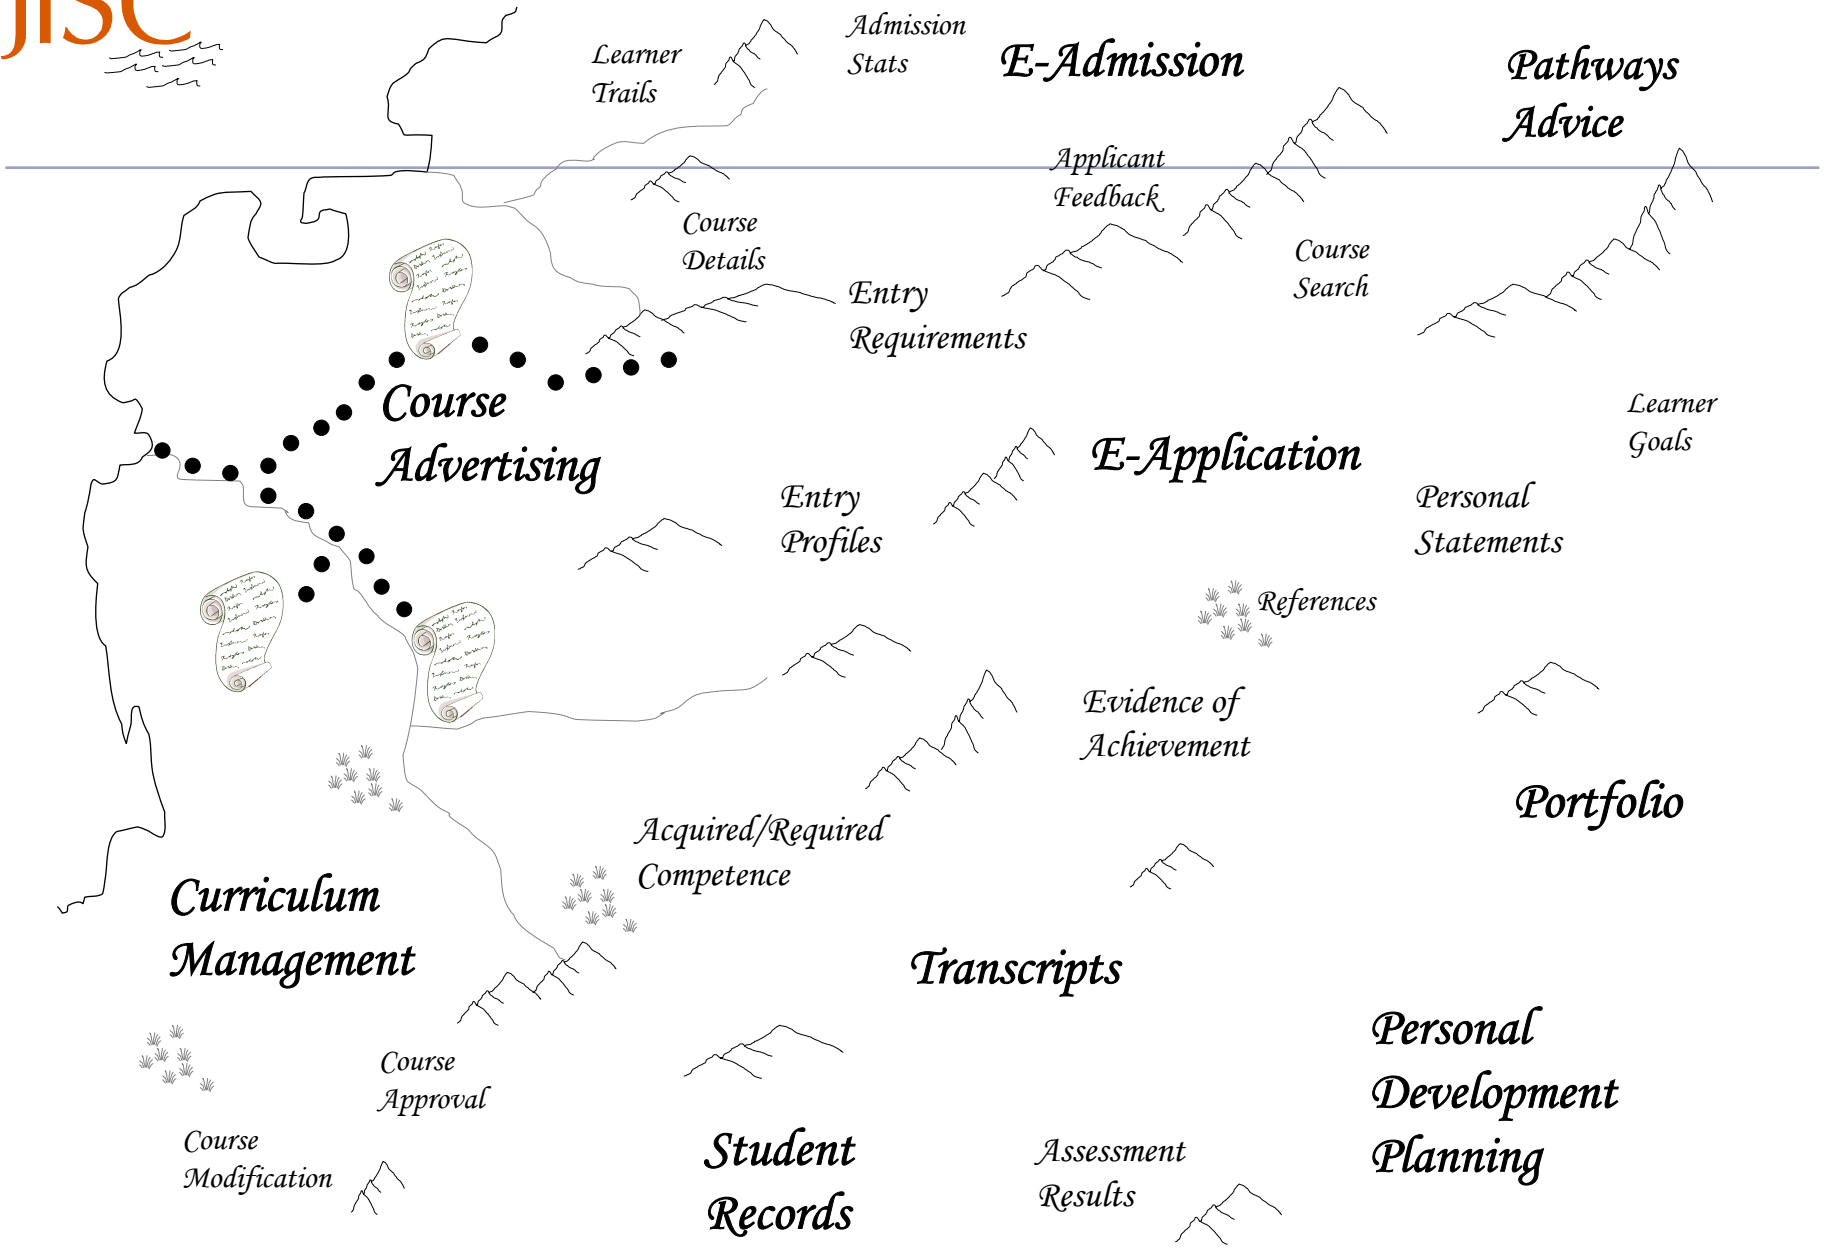 JISC
Learner
Trails
Admission
Stats
E-Admission
Pathways
Advice
Applicant
Feedback
Course
Details
Course
Search
Entry
Requirements
Course
Advertising
Learner
Goals
E-Application
Entry
Profiles
Personal
Statements
References
Evidence of
Achievement
Portfolio
Acquired/Required
Competence
Curriculum
Management
Transcripts
Personal
Development
Planning
Course
Approval
Course
Modification
Student
Records
Assessment
Results